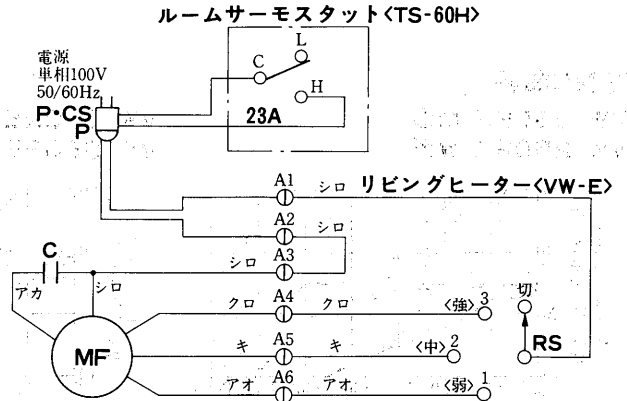 ルームサーモスタット<TS-60H>
電源
単相100V
50/60Hz
P・CS
P
L
C
H
23A
リビングヒーター<VW-E>
A1 シロ
A2 シロ
シロ A3
C
アカ
シロ
クロ A4 クロ <強> 3
キ A5 キ <中> 2
アオ A6 アオ <弱> 1
切
RS
MF